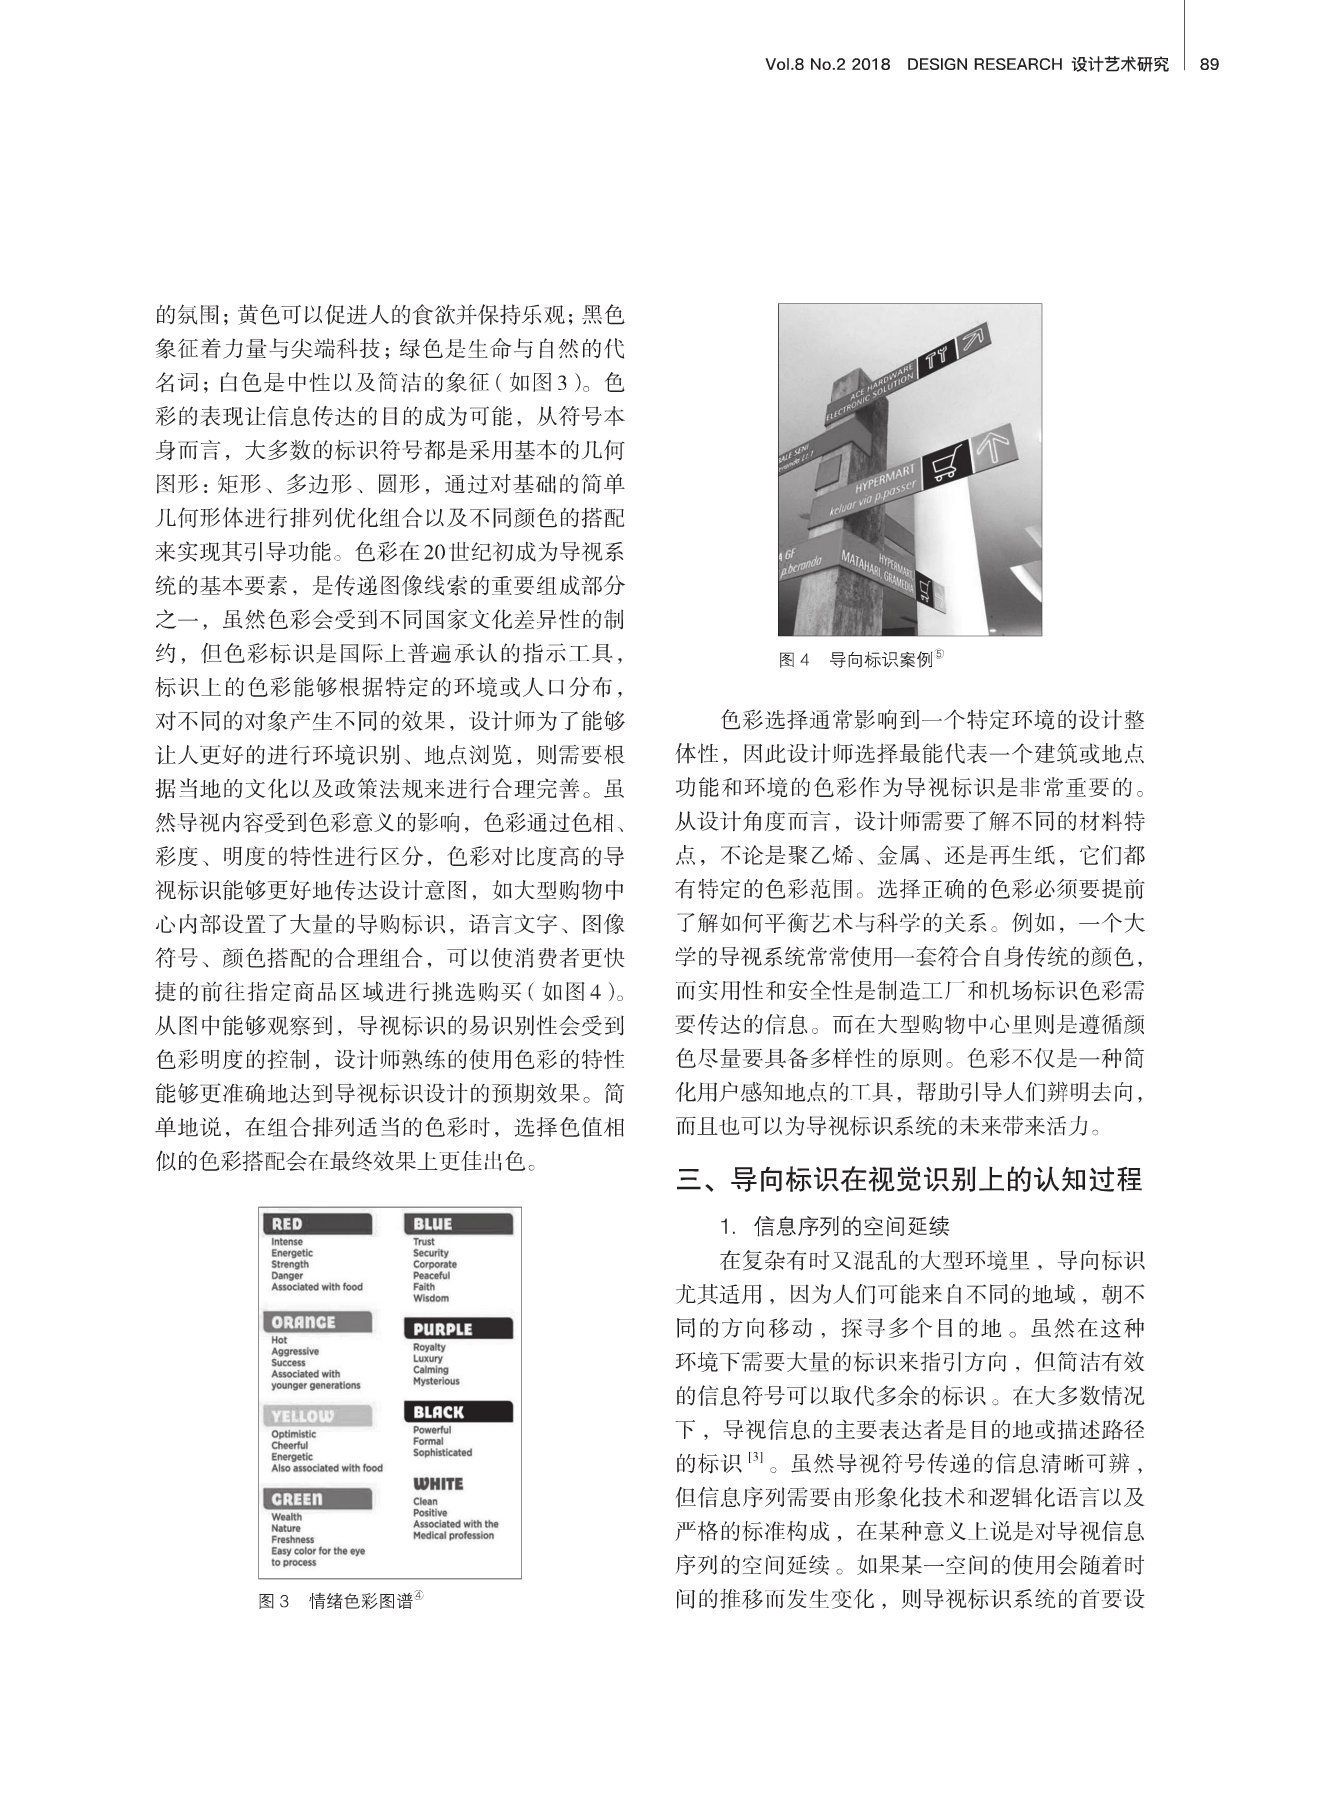 Vol.8 No.2 2018 DESIGN RESEARCH 设计艺术研究 89
的氛围；黄色可以促进人的食欲并保持乐观；黑色
象征着力量与尖端科技；绿色是生命与自然的代
名词；白色是中性以及简洁的象征（如图3）。色
彩的表现让信息传达的目的成为可能，从符号本
身而言，大多数的标识符号都是采用基本的几何
图形：矩形、多边形、圆形，通过对基础的简单
几何形体进行排列优化组合以及不同颜色的搭配
来实现其引导功能。色彩在20世纪初成为导视系
统的基本要素，是传递图像线索的重要组成部分
之一，虽然色彩会受到不同国家文化差异性的制
约，但色彩标识是国际上普遍承认的指示工具，
标识上的色彩能够根据特定的环境或人口分布，
对不同的对象产生不同的效果，设计师为了能够
让人更好的进行环境识别、地点浏览，则需要根
据当地的文化以及政策法规来进行合理完善。虽
然导视内容受到色彩意义的影响，色彩通过色相、
彩度、明度的特性进行区分，色彩对比度高的导
视标识能够更好地传达设计意图，如大型购物中
心内部设置了大量的导购标识，语言文字、图像
符号、颜色搭配的合理组合，可以使消费者更快
捷的前往指定商品区域进行挑选购买（如图4）。
从图中能够观察到，导视标识的易识别性会受到
色彩明度的控制，设计师熟练的使用色彩的特性
能够更准确地达到导视标识设计的预期效果。简
单地说，在组合排列适当的色彩时，选择色值相
似的色彩搭配会在最终效果上更佳出色。
RED
Intense
Energetic
Strength
Danger
Associated with food
ORANGE
Hot
Aggressive
Success
Associated with
younger generations
YELLOW
Optimistic
Cheerful
Energetic
Also associated with food
GREEN
Wealth
Nature
Freshness
Easy color for the eye
to process
BLUE
Trust
Security
Corporate
Peaceful
Faith
Wisdom
PURPLE
Royalty
Luxury
Calming
Mysterious
BLACK
Powerful
Formal
Sophisticated
WHITE
Clean
Positive
Associated with the
Medical profession
图3 情绪色彩图谱④
ACE HARDWARE
ELECTRONIC SOLUTION
HYPERMART
keluar via p.passer
GF
p.beranda
HYPERMART
MATAHARI GRAMEDIA
图4 导向标识案例⑤
色彩选择通常影响到一个特定环境的设计整
体性，因此设计师选择最能代表一个建筑或地点
功能和环境的色彩作为导视标识是非常重要的。
从设计角度而言，设计师需要了解不同的材料特
点，不论是聚乙烯、金属、还是再生纸，它们都
有特定的色彩范围。选择正确的色彩必须要提前
了解如何平衡艺术与科学的关系。例如，一个大
学的导视系统常常使用一套符合自身传统的颜色，
而实用性和安全性是制造工厂和机场标识色彩需
要传达的信息。而在大型购物中心里则是遵循颜
色尽量要具备多样性的原则。色彩不仅是一种简
化用户感知地点的工具，帮助引导人们辨明去向，
而且也可以为导视标识系统的未来带来活力。
三、导向标识在视觉识别上的认知过程
1. 信息序列的空间延续
在复杂有时又混乱的大型环境里，导向标识
尤其适用，因为人们可能来自不同的地域，朝不
同的方向移动，探寻多个目的地。虽然在这种
环境下需要大量的标识来指引方向，但简洁有效
的信息符号可以取代多余的标识。在大多数情况
下，导视信息的主要表达者是目的地或描述路径
的标识[3]。虽然导视符号传递的信息清晰可辨，
但信息序列需要由形象化技术和逻辑化语言以及
严格的标准构成，在某种意义上说是对导视信息
序列的空间延续。如果某一空间的使用会随着时
间的推移而发生变化，则导视标识系统的首要设